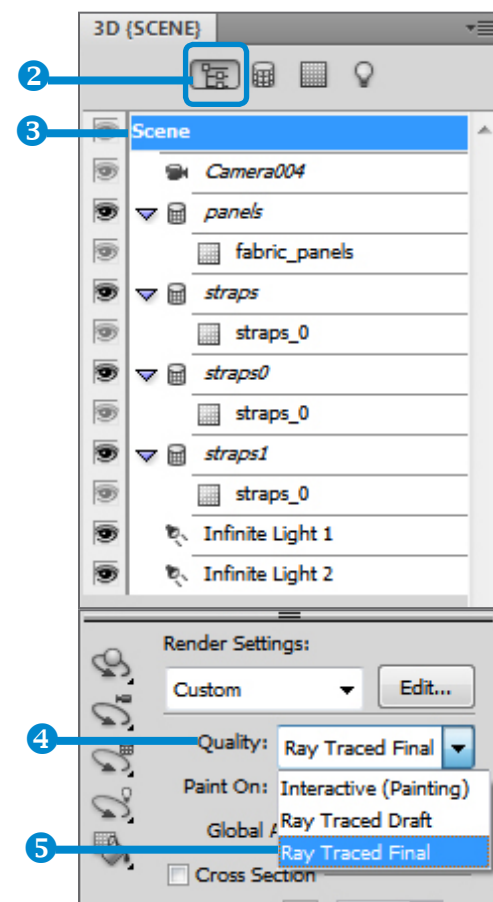 3D {SCENE}
2
3 Scene
Camera004
panels
fabric_panels
straps
straps_0
straps0
straps_0
straps1
straps_0
Infinite Light 1
Infinite Light 2
Render Settings:
Custom Edit...
4 Quality: Ray Traced Final
Paint On: Interactive (Painting)
Global Ray Traced Draft
5 Ray Traced Final
Cross Section